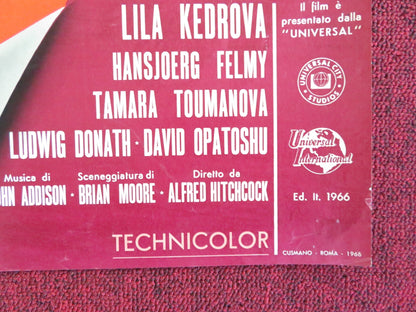 LILA KEDROVA
HANSJOERG FELMY
TAMARA TOUMANOVA
LUDWIG DONATH · DAVID OPATOSHU
Musica di Sceneggiatura di Diretto da
ADDISON · BRIAN MOORE · ALFRED HITCHCOCK
TECHNICOLOR
Il film è
presentato dalla
"UNIVERSAL"
UNIVERSAL CITY
STUDIOS
Universal
International
Ed. It. 1966
CUSMANO - ROMA - 1966